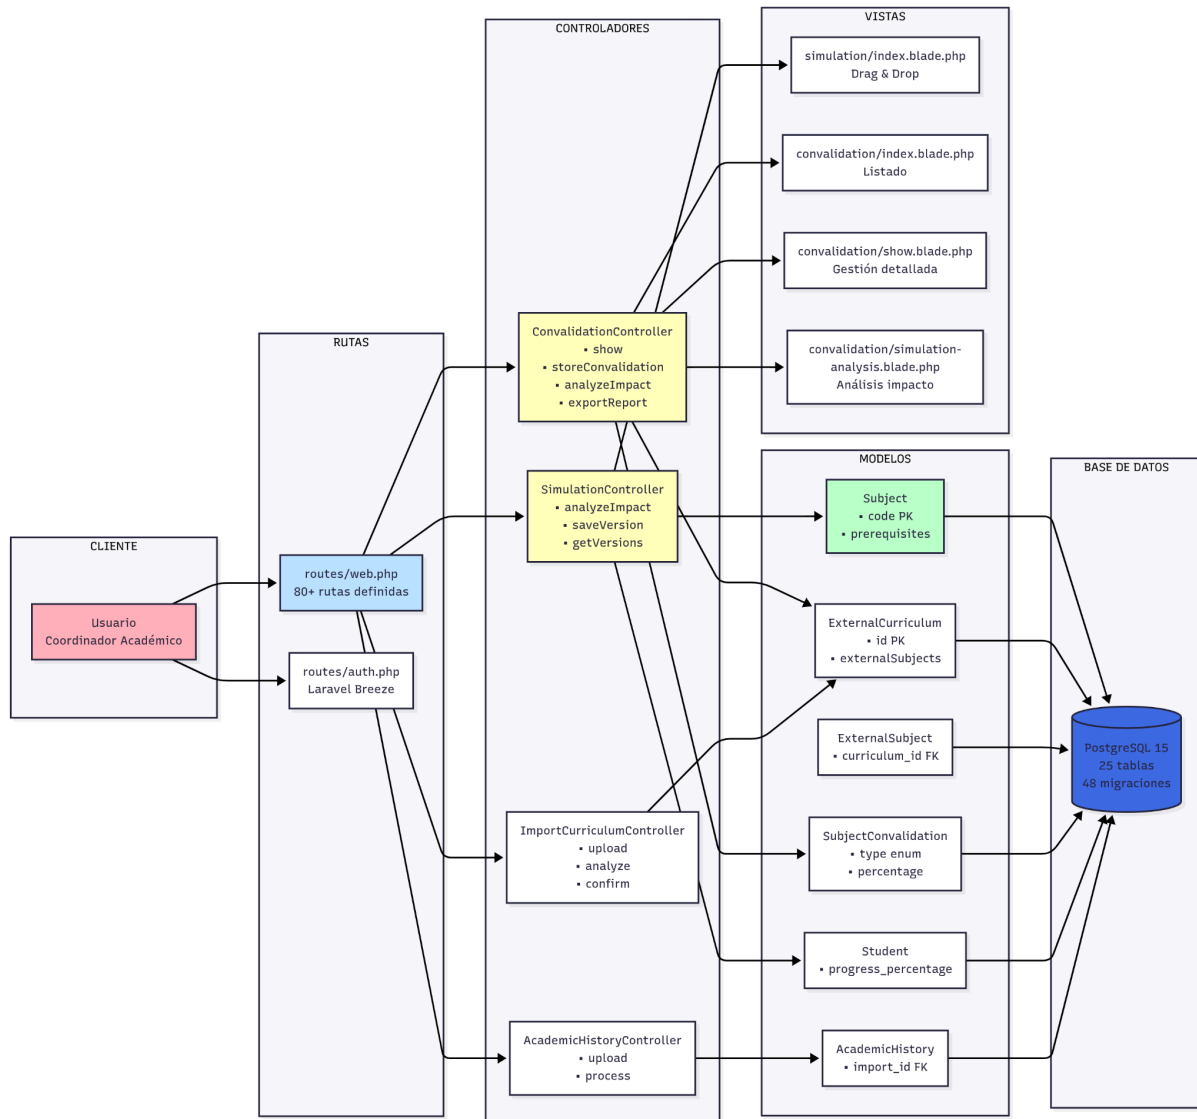 CLIENTE
Usuario
Coordinador Académico
RUTAS
routes/web.php
80+ rutas definidas
routes/auth.php
Laravel Breeze
CONTROLADORES
ConvalidationController
▪ show
▪ storeConvalidation
▪ analyzeImpact
▪ exportReport
SimulationController
▪ analyzeImpact
▪ saveVersion
▪ getVersions
ImportCurriculumController
▪ upload
▪ analyze
▪ confirm
AcademicHistoryController
▪ upload
▪ process
VISTAS
simulation/index.blade.php
Drag & Drop
convalidation/index.blade.php
Listado
convalidation/show.blade.php
Gestión detallada
convalidation/simulation-
analysis.blade.php
Análisis impacto
MODELOS
Subject
▪ code PK
▪ prerequisites
ExternalCurriculum
▪ id PK
▪ externalSubjects
ExternalSubject
▪ curriculum_id FK
SubjectConvalidation
▪ type enum
▪ percentage
Student
▪ progress_percentage
AcademicHistory
▪ import_id FK
BASE DE DATOS
PostgreSQL 15
25 tablas
48 migraciones